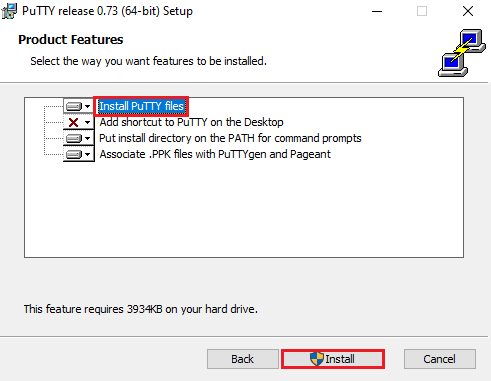 PuTTY release 0.73 (64-bit) Setup
Product Features
Select the way you want features to be installed.
Install PuTTY files
Add shortcut to PuTTY on the Desktop
Put install directory on the PATH for command prompts
Associate .PPK files with PuTTYgen and Pageant
This feature requires 3934KB on your hard drive.
Back Install Cancel